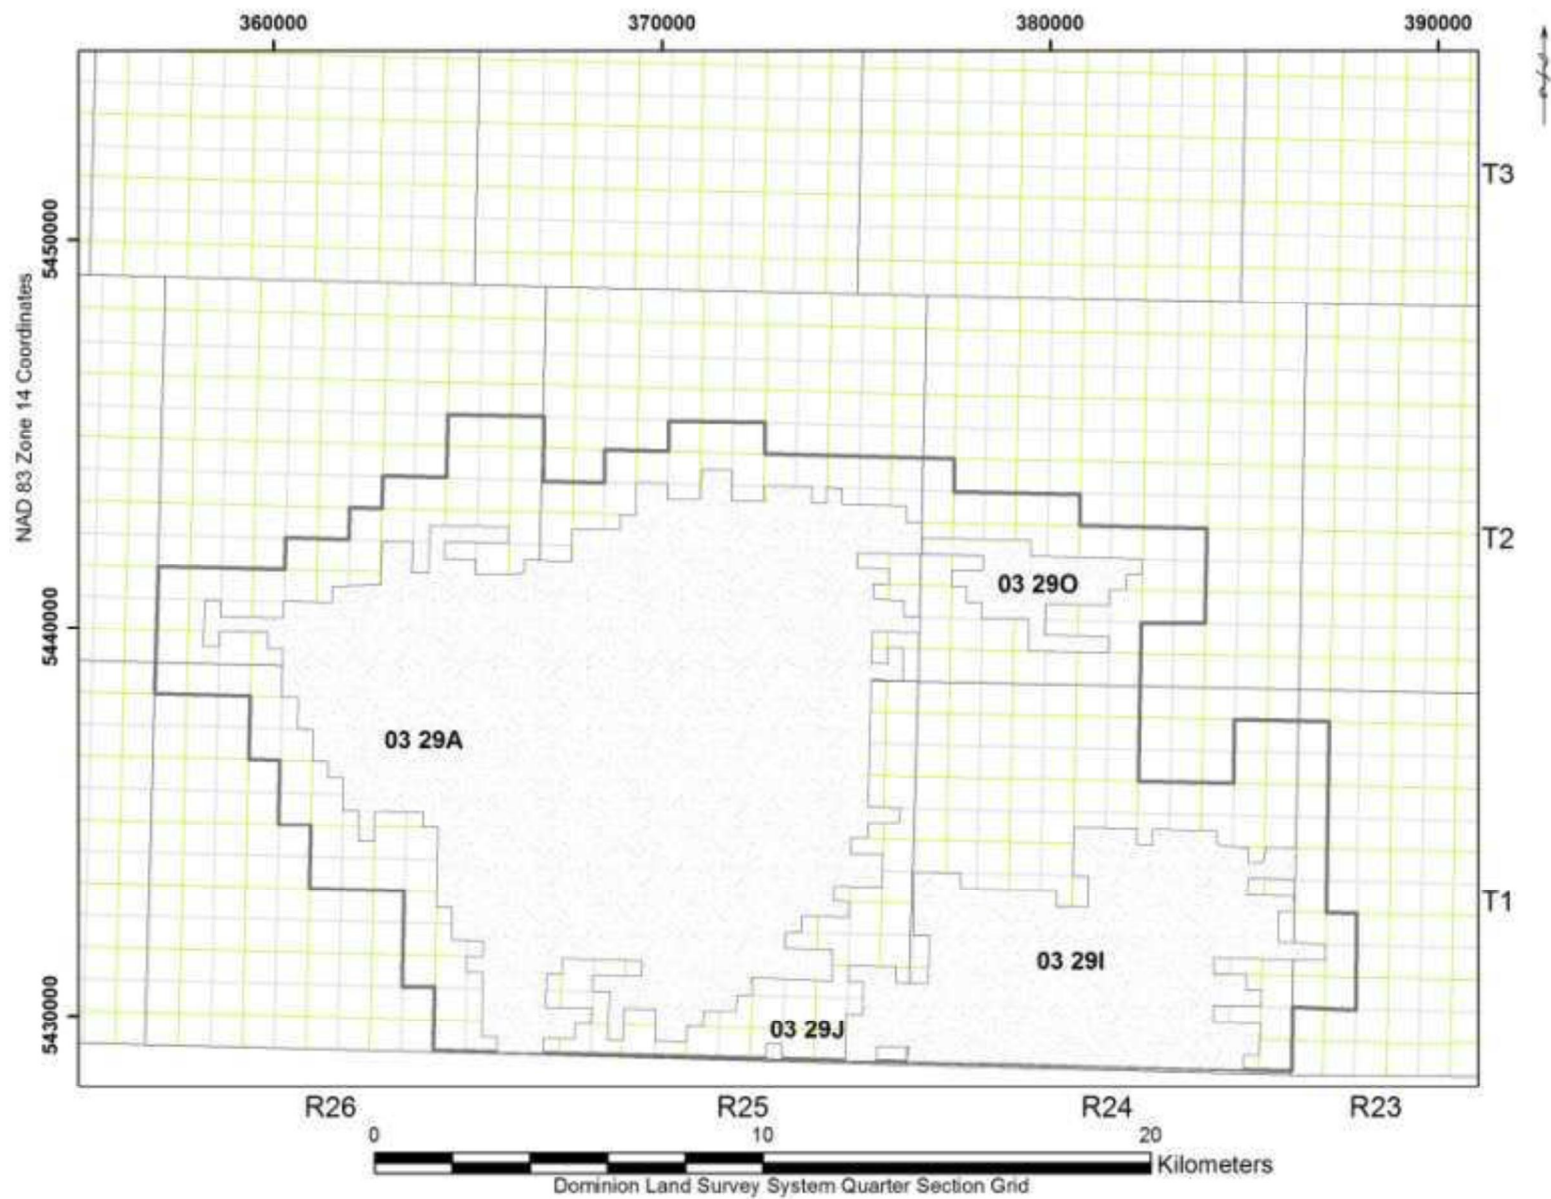 360000 370000 380000 390000
T3
5450000
NAD 83 Zone 14 Coordinates
T2
03 29O
5440000
03 29A
T1
03 29I
5430000
03 29J
R26 R25 R24 R23
0 10 20
Kilometers
Dominion Land Survey System Quarter Section Grid